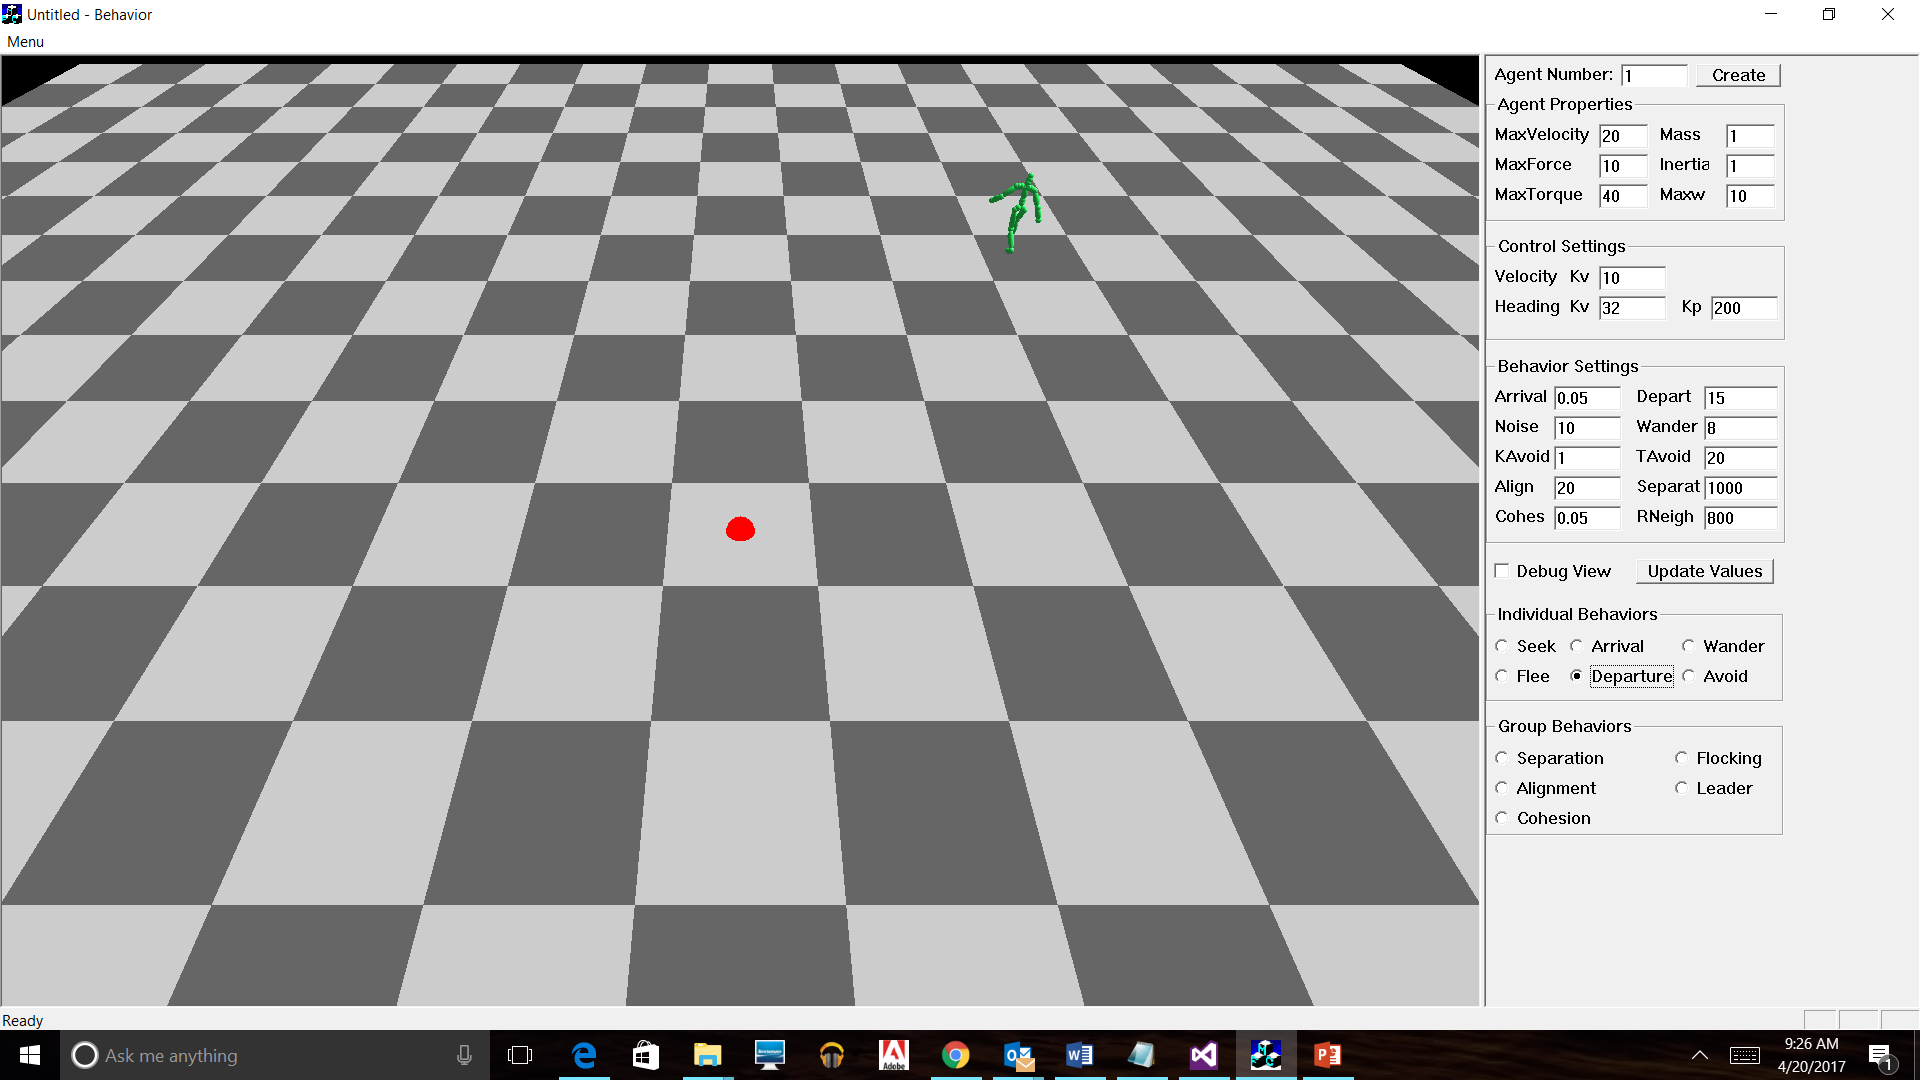 Untitled - Behavior
Menu
Agent Number: 1 Create
Agent Properties
MaxVelocity 20 Mass 1
MaxForce 10 Inertia 1
MaxTorque 40 Maxw 10
Control Settings
Velocity Kv 10
Heading Kv 32 Kp 200
Behavior Settings
Arrival 0.05 Depart 15
Noise 10 Wander 8
KAvoid 1 TAvoid 20
Align 20 Separat 1000
Cohes 0.05 RNeigh 800
Debug View Update Values
Individual Behaviors
Seek Arrival Wander
Flee Departure Avoid
Group Behaviors
Separation Flocking
Alignment Leader
Cohesion
Ready
Ask me anything
Adobe
9:26 AM
4/20/2017
1